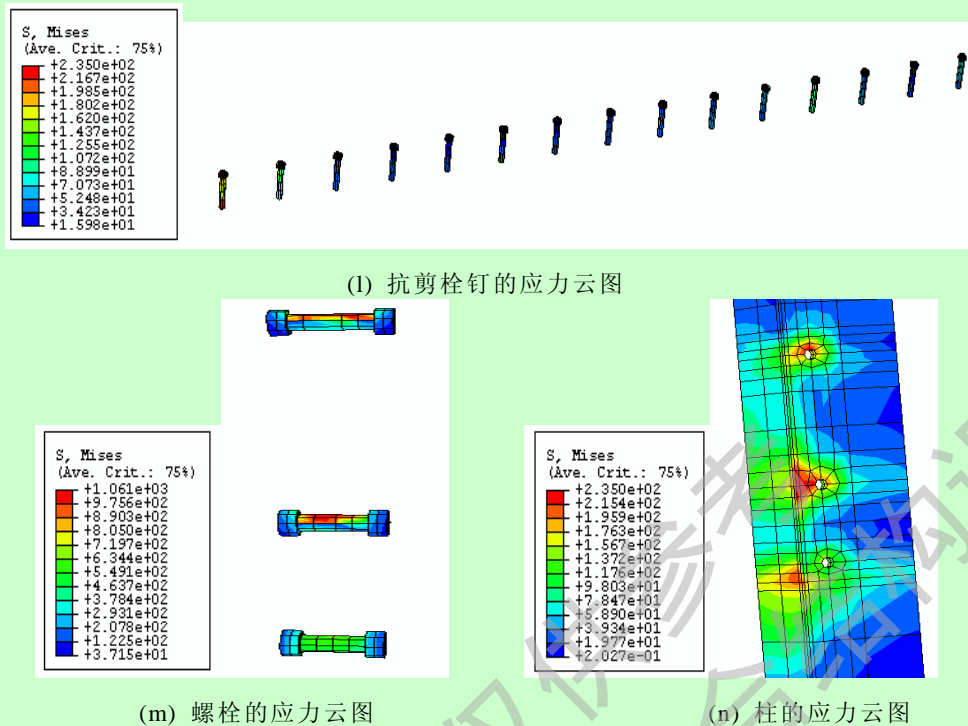 S, Mises
(Ave. Crit.: 75%)
+2.350e+02
+2.167e+02
+1.985e+02
+1.802e+02
+1.620e+02
+1.437e+02
+1.255e+02
+1.072e+02
+8.899e+01
+7.073e+01
+5.248e+01
+3.423e+01
+1.598e+01
(l) 抗剪栓钉的应力云图
S, Mises
(Ave. Crit.: 75%)
+1.061e+03
+9.756e+02
+8.903e+02
+8.050e+02
+7.197e+02
+6.344e+02
+5.491e+02
+4.637e+02
+3.784e+02
+2.931e+02
+2.078e+02
+1.225e+02
+3.715e+01
(m) 螺栓的应力云图
S, Mises
(Ave. Crit.: 75%)
+2.350e+02
+2.154e+02
+1.959e+02
+1.763e+02
+1.567e+02
+1.372e+02
+1.176e+02
+9.803e+01
+7.847e+01
+5.890e+01
+3.934e+01
+1.977e+01
+2.027e-01
(n) 柱的应力云图
仅供参考
合结构